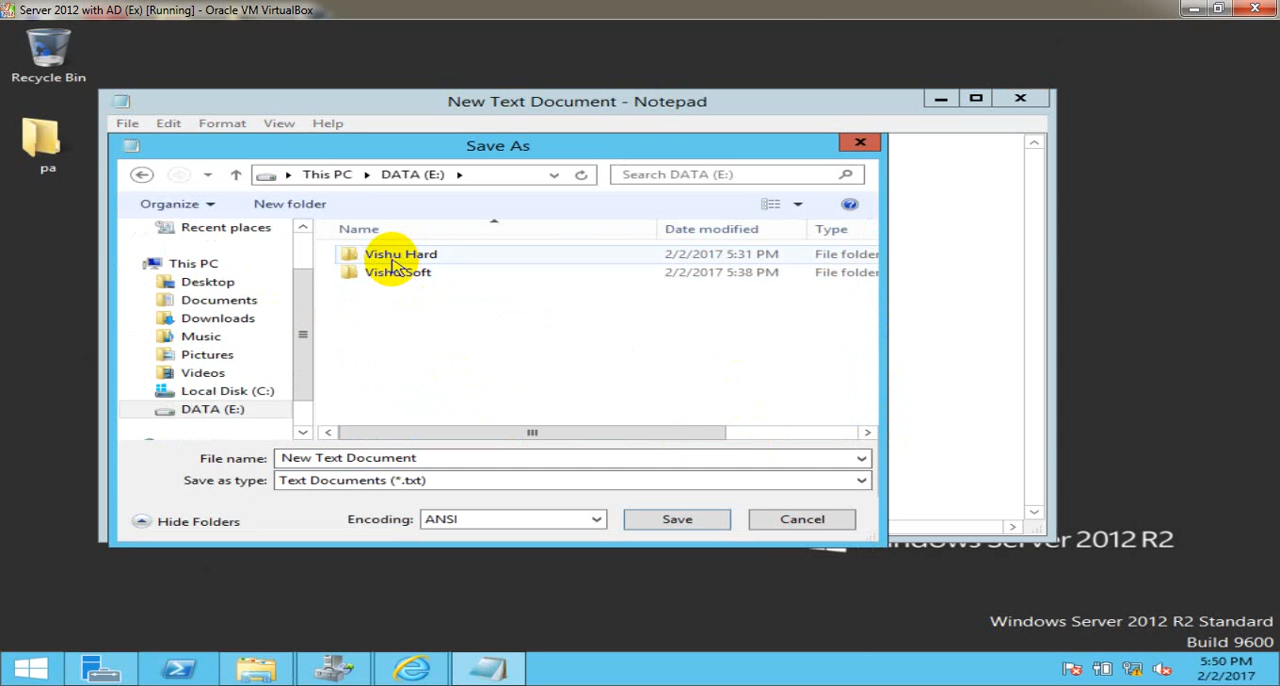 Server 2012 with AD (Ex) [Running] - Oracle VM VirtualBox
Recycle Bin
pa
New Text Document - Notepad
File Edit Format View Help
Save As
This PC DATA (E:) Search DATA (E:)
Organize New folder
Name Date modified Type
Recent places
This PC
Desktop
Documents
Downloads
Music
Pictures
Videos
Local Disk (C:)
DATA (E:)
Vishu Hard 2/2/2017 5:31 PM File folder
Vishu Soft 2/2/2017 5:38 PM File folder
File name: New Text Document
Save as type: Text Documents (*.txt)
Hide Folders Encoding: ANSI Save Cancel
Server 2012 R2
Windows Server 2012 R2 Standard
Build 9600
5:50 PM
2/2/2017